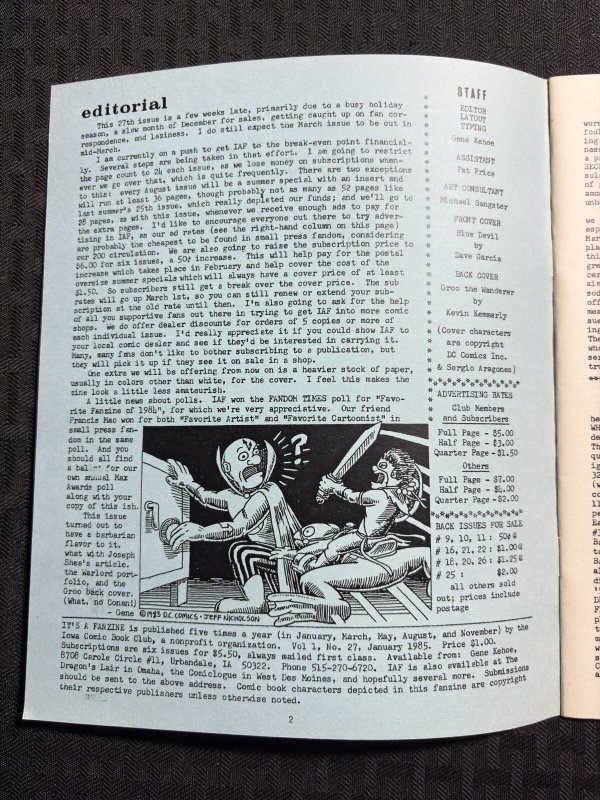 editorial
This 27th issue is a few weeks late, primarily due to a busy holiday
season, a slow month of December for sales, getting caught up on fan cor-
respondence, and laziness. I do still expect the March issue to be out in
mid-March.
I am currently on a push to get IAF to the break-even point financial-
ly. Several steps are being taken in that effort. I am going to restrict
the page count to 24 each issue, as we lose money on subscriptions when-
ever we go over that, which is quite frequently. There are two exceptions
to this: every August issue will be a summer special with an insert and
will run at least 36 pages, though probably not as many as 52 pages like
last summer's 25th issue, which really depleted our funds; and we'll go to
28 pages, as with this issue, whenever we receive enough ads to pay for
the extra pages. I'd like to encourage everyone out there to try adver-
tising in IAF, as our ad rates (see the right-hand column on this page)
are probably the cheapest to be found in small press fandom, considering
our 200 circulation. We are also going to raise the subscription price to
$6.00 for six issues, a 50¢ increase. This will help pay for the postal
increase which takes place in February and help cover the cost of the
oversize summer specials which will always have a cover price of at least
$1.50. So subscribers still get a break over the cover price. The sub
rates will go up March 1st, so you can still renew or extend your sub-
scription at the old rate until then. I'm also going to ask for the help
of all you supportive fans out there in trying to get IAF into more comic
shops. We do offer dealer discounts for orders of 5 copies or more of
each individual issue. I'd really appreciate it if you could show IAF to
your local comic dealer and see if they'd be interested in carrying it.
Many, many fans don't like to bother subscribing to a publication, but
they will pick it up if they see it on sale in a shop.
One extra we will be offering from now on is a heavier stock of paper,
usually in colors other than white, for the cover. I feel this makes the
zine look a little less amateurish.
A little news about polls. IAF won the FANDOM TIMES poll for "Favo-
rite Fanzine of 1984", for which we're very appreciative. Our friend
Francis Mao won for both "Favorite Artist" and "Favorite Cartoonist" in
small press fan-
dom in the same
poll. And you
should all find
a ballot for our
own annual Max
Awards poll
along with your
copy of this ish.
This issue
turned out to
have a barbarian
flavor to it,
what with Joseph
Shea's article,
the Warlord port-
folio, and the
Groo back cover.
(What, no Conan!)
- Gene
!?
©1985 D.C. COMICS - JEFF NICHOLSON
STAFF
EDITOR
LAYOUT
TYPING
Gene Kehoe
ASSISTANT
Pat Price
ART CONSULTANT
Michael Sangster
FRONT COVER
Blue Devil
by
Dave Garcia
BACK COVER
Groo the Wanderer
by
Kevin Kemmerly
(Cover characters
are copyright
DC Comics Inc.
& Sergio Aragones)
ADVERTISING RATES
Club Members
and Subscribers
Full Page - $5.00
Half Page - $3.00
Quarter Page - $1.50
Others
Full Page - $7.00
Half Page - $4.00
Quarter Page - $2.00
BACK ISSUES FOR SALE
# 9, 10, 11 : 50¢@
# 16, 21, 22 : $1.00@
# 18, 20, 26 : $1.25@
# 25 : $2.00
all others sold
out; prices include
postage
IT'S A FANZINE is published five times a year (in January, March, May, August, and November) by the
Iowa Comic Book Club, a nonprofit organization. Vol 1, No. 27, January 1985. Price $1.00.
Subscriptions are six issues for $5.50, always mailed first class. Available from: Gene Kehoe,
8708 Carole Circle #11, Urbandale, IA 50322. Phone 515-270-6720. IAF is also available at The
Dragon's Lair in Omaha, the Comiclogue in West Des Moines, and hopefully several more. Submissions
should be sent to the above address. Comic book characters depicted in this fanzine are copyright
their respective publishers unless otherwise noted.
2